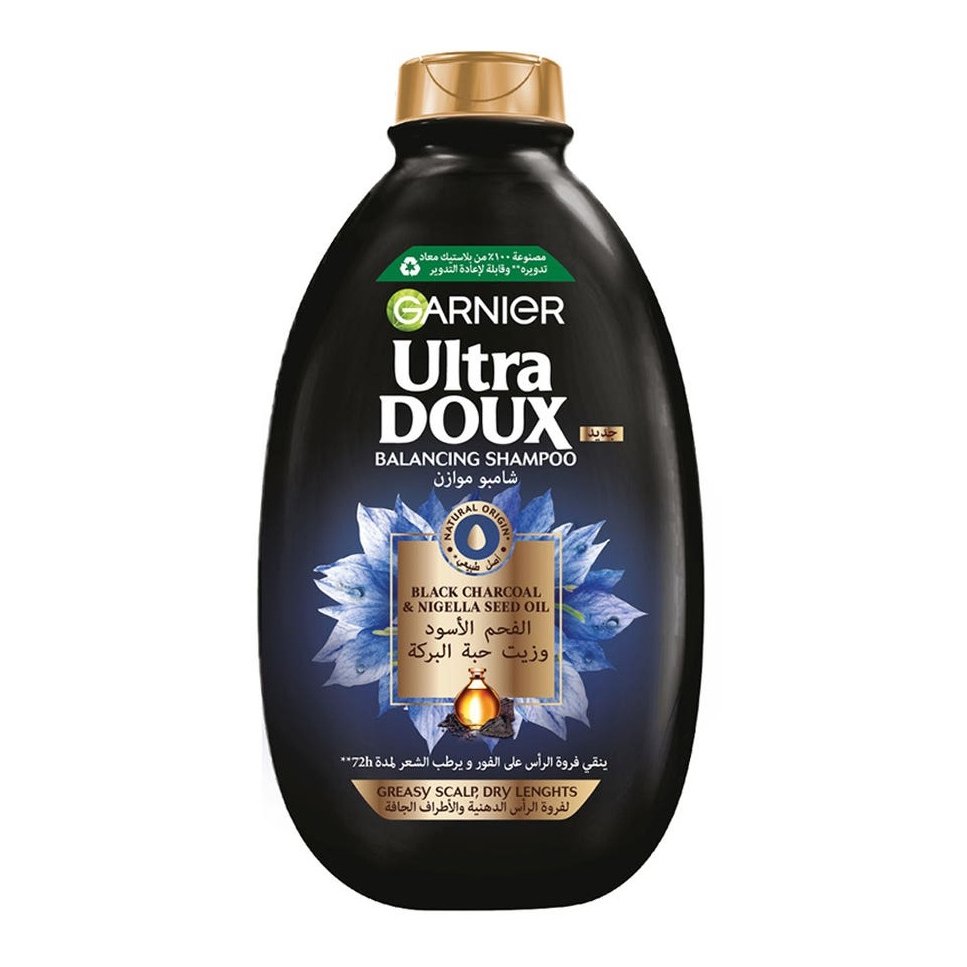 مصنوعة ١٠٠٪ من بلاستيك معاد
تدويره** وقابلة لإعادة التدوير
GARNIER
Ultra
DOUX
جديد
BALANCING SHAMPOO
شامبو موازن
NATURAL ORIGIN*
أصل طبيعي*
BLACK CHARCOAL
& NIGELLA SEED OIL
الفحم الأسود
وزيت حبة البركة
ينقي فروة الرأس على الفور و يرطب الشعر لمدة 72h**
GREASY SCALP, DRY LENGHTS
لفروة الرأس الدهنية والأطراف الجافة